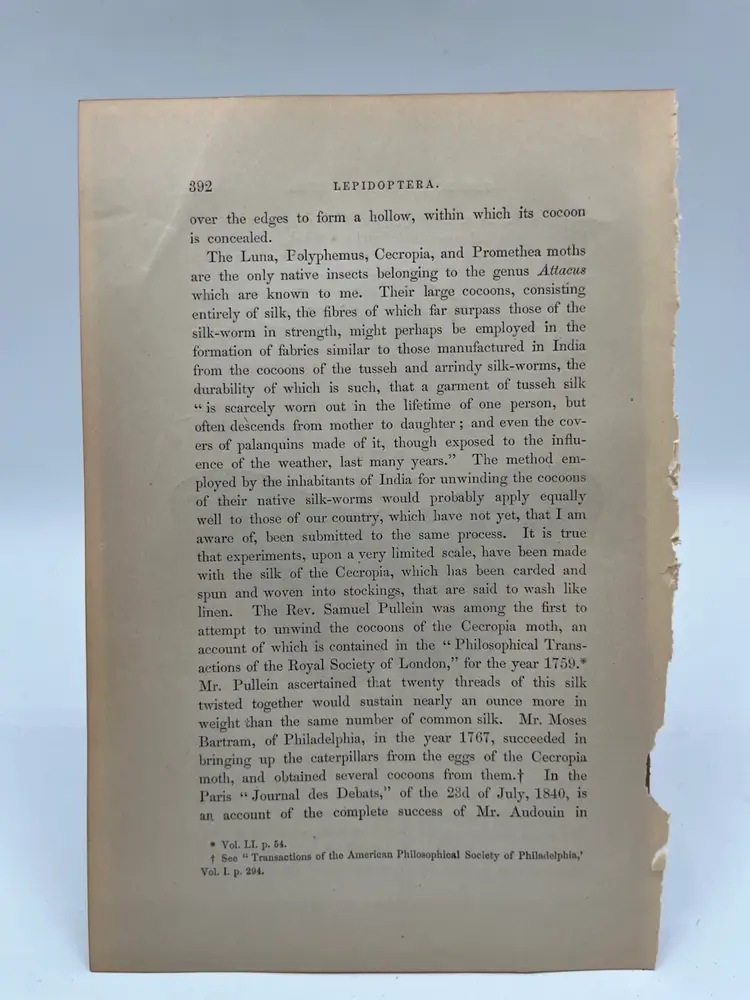 392 LEPIDOPTERA.
over the edges to form a hollow, within which its cocoon
is concealed.
The Luna, Polyphemus, Cecropia, and Promethea moths
are the only native insects belonging to the genus Attacus
which are known to me. Their large cocoons, consisting
entirely of silk, the fibres of which far surpass those of the
silk-worm in strength, might perhaps be employed in the
formation of fabrics similar to those manufactured in India
from the cocoons of the tusseh and arrindy silk-worms, the
durability of which is such, that a garment of tusseh silk
“is scarcely worn out in the lifetime of one person, but
often descends from mother to daughter; and even the cov-
ers of palanquins made of it, though exposed to the influ-
ence of the weather, last many years.” The method em-
ployed by the inhabitants of India for unwinding the cocoons
of their native silk-worms would probably apply equally
well to those of our country, which have not yet, that I am
aware of, been submitted to the same process. It is true
that experiments, upon a very limited scale, have been made
with the silk of the Cecropia, which has been carded and
spun and woven into stockings, that are said to wash like
linen. The Rev. Samuel Pullein was among the first to
attempt to unwind the cocoons of the Cecropia moth, an
account of which is contained in the “Philosophical Trans-
actions of the Royal Society of London,” for the year 1759.*
Mr. Pullein ascertained that twenty threads of this silk
twisted together would sustain nearly an ounce more in
weight than the same number of common silk. Mr. Moses
Bartram, of Philadelphia, in the year 1767, succeeded in
bringing up the caterpillars from the eggs of the Cecropia
moth, and obtained several cocoons from them.† In the
Paris “Journal des Debats,” of the 23d of July, 1840, is
an account of the complete success of Mr. Audouin in
* Vol. LI. p. 54.
† See “Transactions of the American Philosophical Society of Philadelphia,’
Vol. I. p. 294.